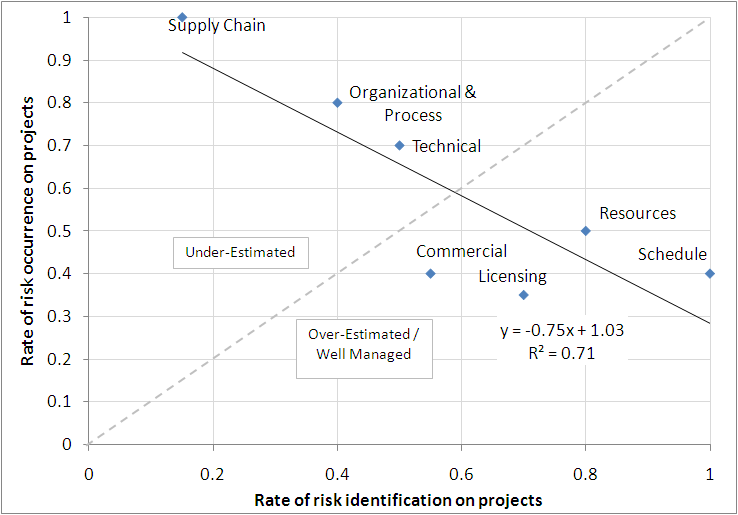 1
Supply Chain
0.9
0.8
Organizational &
Process
0.7
Technical
0.6
0.5
Resources
Under-Estimated
Commercial
Schedule
0.4
Licensing
0.3
Over-Estimated /
Well Managed
y = -0.75x + 1.03
R² = 0.71
0.2
0.1
0
0 0.2 0.4 0.6 0.8 1
Rate of risk occurrence on projects
Rate of risk identification on projects